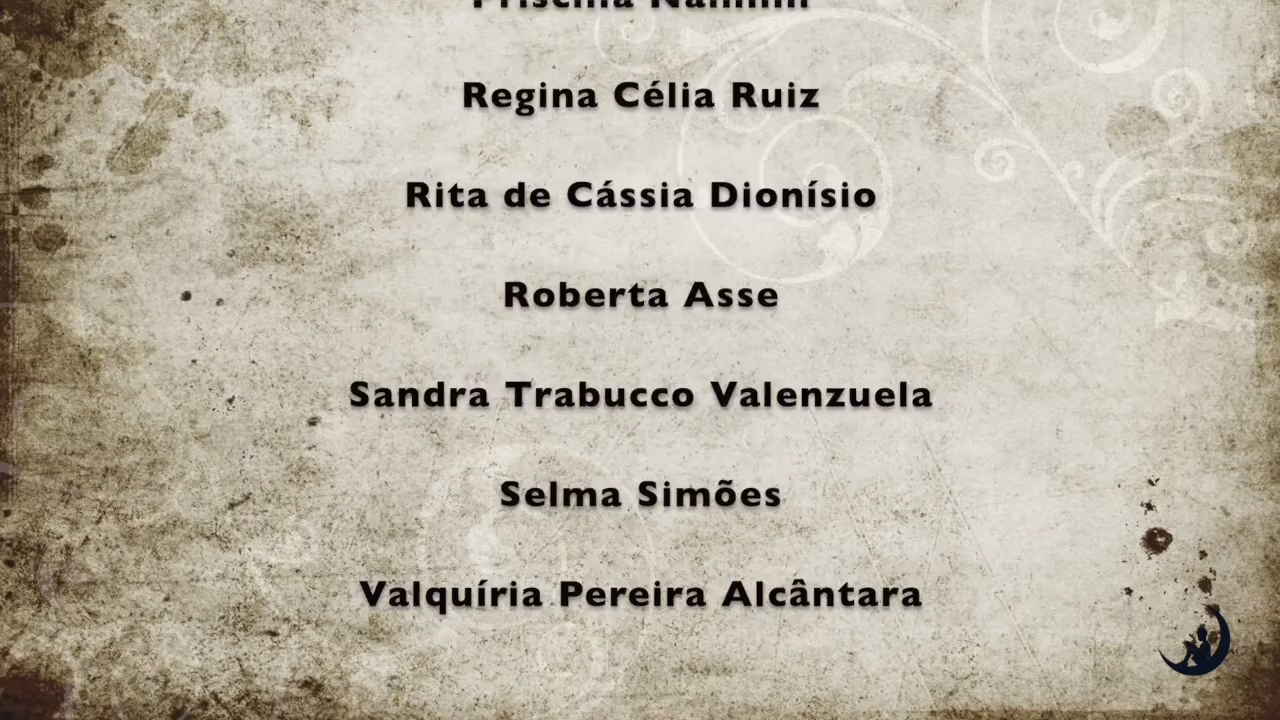 Regina Célia Ruiz
Rita de Cássia Dionísio
Roberta Asse
Sandra Trabucco Valenzuela
Selma Simões
Valquíria Pereira Alcântara